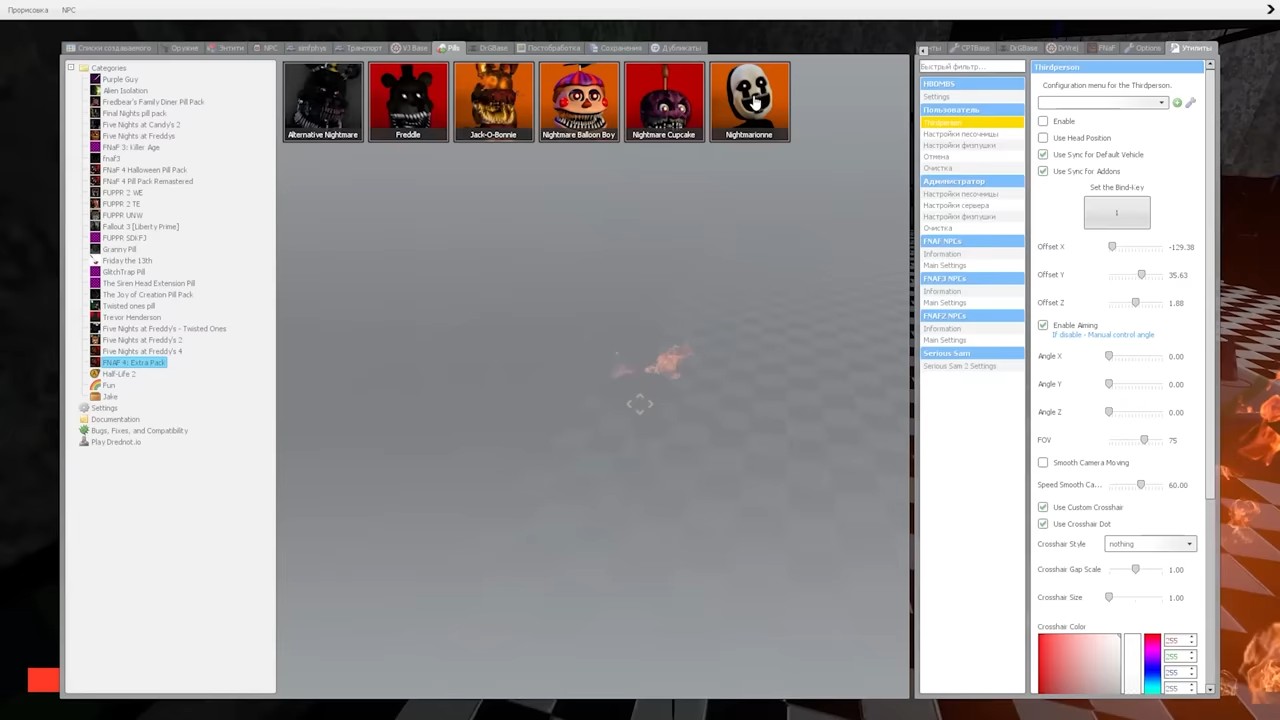 Прорисовка NPC
Списки создаваемого Оружие Энтити NPC simfphys Транспорт VJ Base Pills DrGBase Постобработка Сохранения Дубликаты
Alternative Nightmare Freddle Jack-O-Bonnie Nightmare Balloon Boy Nightmare Cupcake Nightmarionne
Categories
Purple Guy
Alien Isolation
Fredbear's Family Diner Pill Pack
Final Nights pill pack
Five Nights at Candy's 2
Five Nights at Freddys
FNaF 3: Killer Age
fnaf3
FNaF 4 Halloween Pill Pack
FNaF 4 Pill Pack Remastered
FUPPR 2 WE
FUPPR 2 TE
FUPPR UNW
Fallout 3 [Liberty Prime]
FUPPR SDI:FJ
Granny Pill
Friday the 13th
GlitchTrap Pill
The Siren Head Extension Pill
The Joy of Creation Pill Pack
Twisted ones pill
Trevor Henderson
Five Nights at Freddy's - Twisted Ones
Five Nights at Freddy's 2
Five Nights at Freddy's 4
FNAF 4: Extra Pack
Half-Life 2
Fun
Jake
Settings
Documentation
Bugs, Fixes, and Compatibility
Play Drednot.io
CPTBase DrGBase DrVrej FNaF Options Утилиты
Быстрый фильтр...
HBOMBS
Settings
Пользователь
Thirdperson
Настройки песочницы
Настройки физпушки
Отмена
Очистка
Администратор
Настройки песочницы
Настройки сервера
Настройки физпушки
Очистка
FNAF NPCs
Information
Main Settings
FNAF3 NPCs
Information
Main Settings
FNAF2 NPCs
Information
Main Settings
Serious Sam
Serious Sam 2 Settings
Thirdperson
Configuration menu for the Thirdperson.
Enable
Use Head Position
Use Sync for Default Vehicle
Use Sync for Addons
Set the Bind-Key
Offset X -129.38
Offset Y 35.63
Offset Z 1.88
Enable Aiming
If disable - Manual control angle
Angle X 0.00
Angle Y 0.00
Angle Z 0.00
FOV 75
Smooth Camera Moving
Speed Smooth Ca... 60.00
Use Custom Crosshair
Use Crosshair Dot
Crosshair Style nothing
Crosshair Gap Scale 1.00
Crosshair Size 1.00
Crosshair Color
255
255
255
255